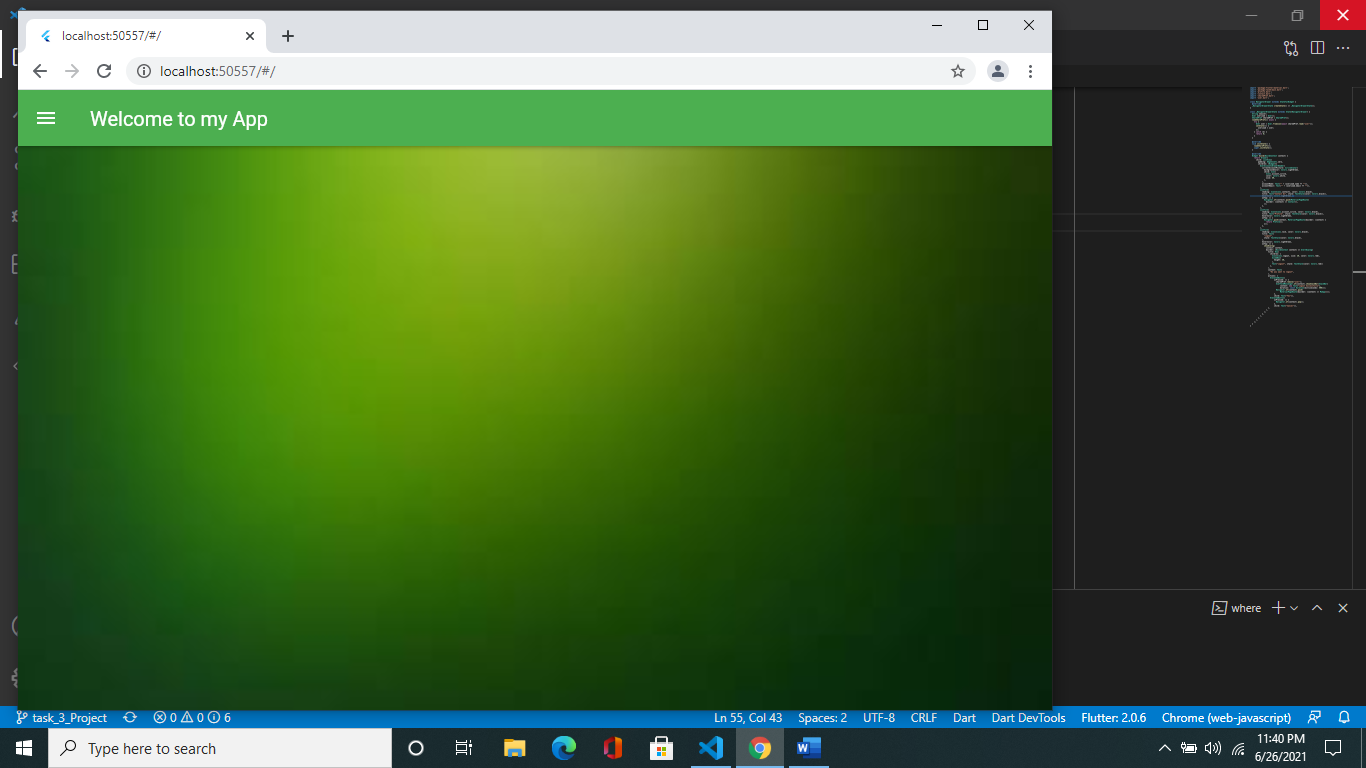 localhost:50557/#/
localhost:50557/#/
Welcome to my App
where
task_3_Project
0 0 6
Ln 55, Col 43
Spaces: 2
UTF-8
CRLF
Dart
Dart DevTools
Flutter: 2.0.6
Chrome (web-javascript)
Type here to search
11:40 PM
6/26/2021